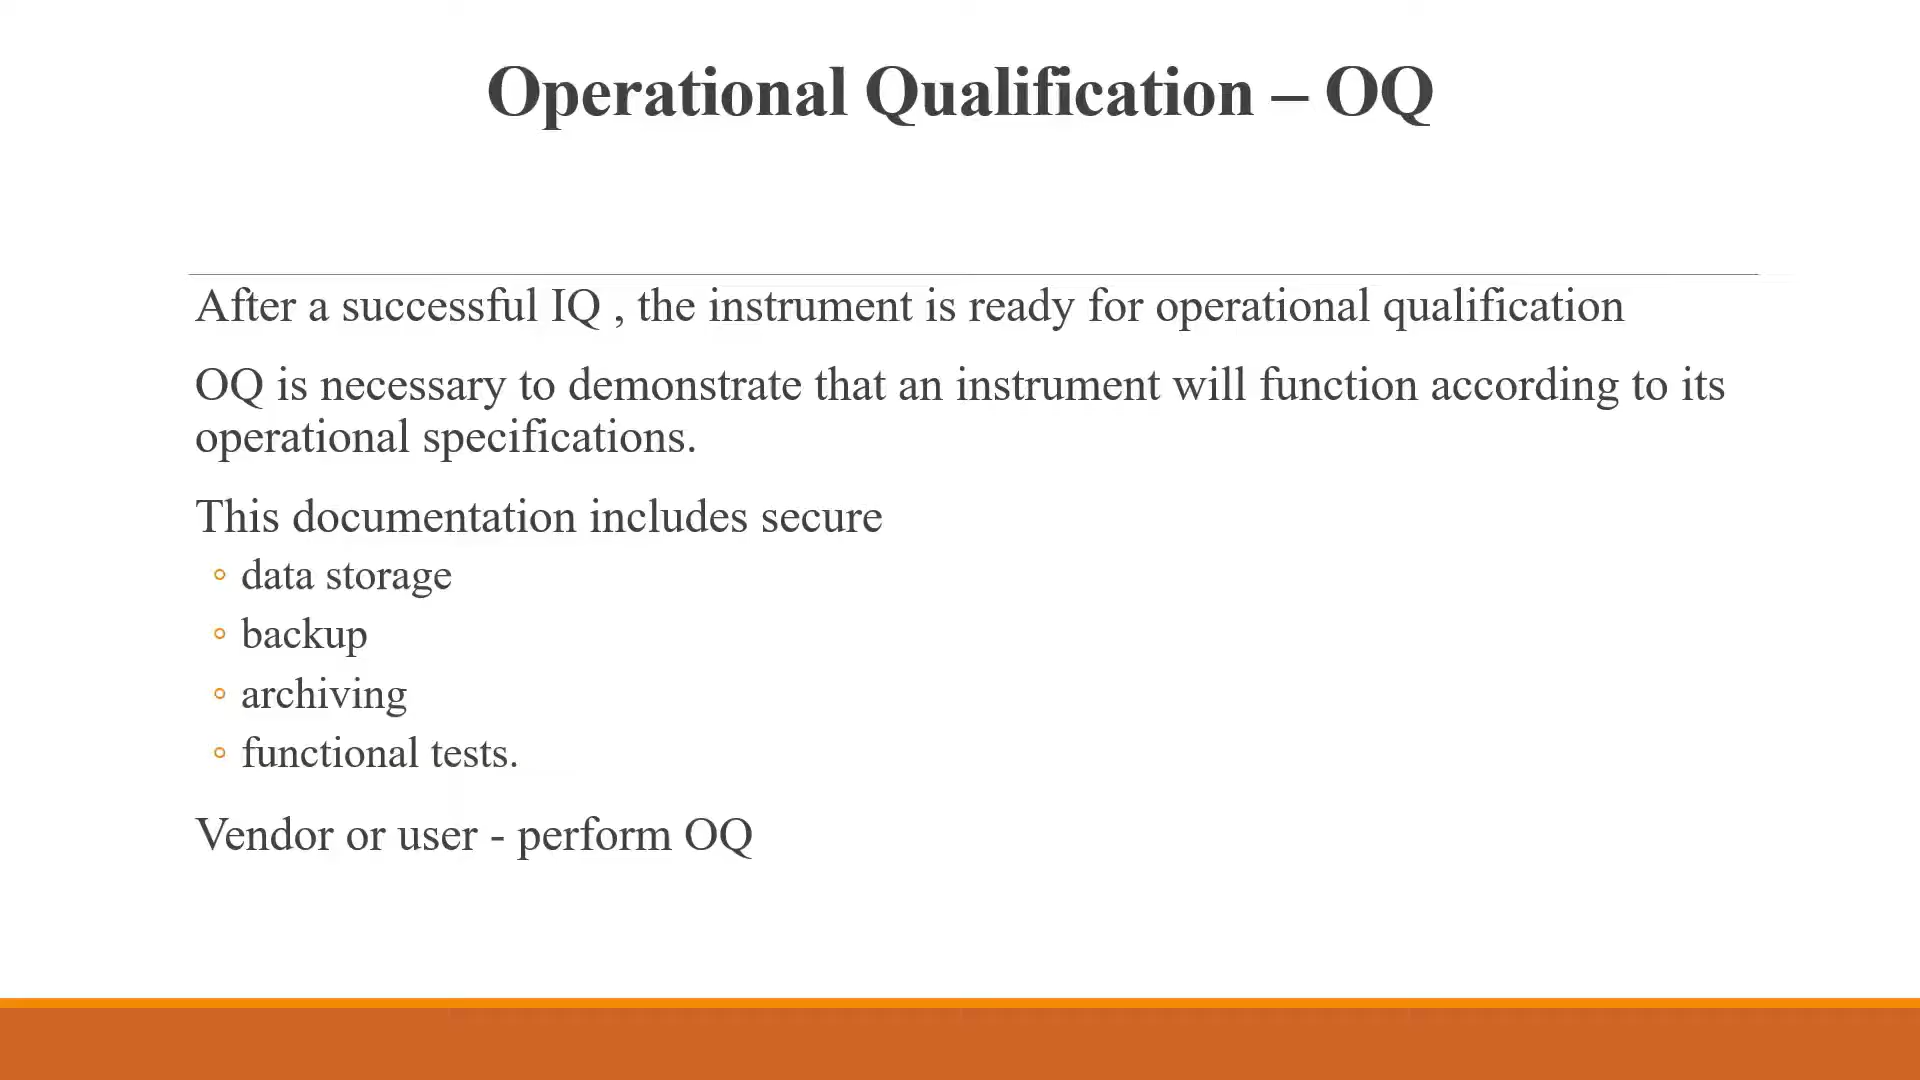 Operational Qualification – OQ
After a successful IQ , the instrument is ready for operational qualification
OQ is necessary to demonstrate that an instrument will function according to its
operational specifications.
This documentation includes secure
◦ data storage
◦ backup
◦ archiving
◦ functional tests.
Vendor or user - perform OQ